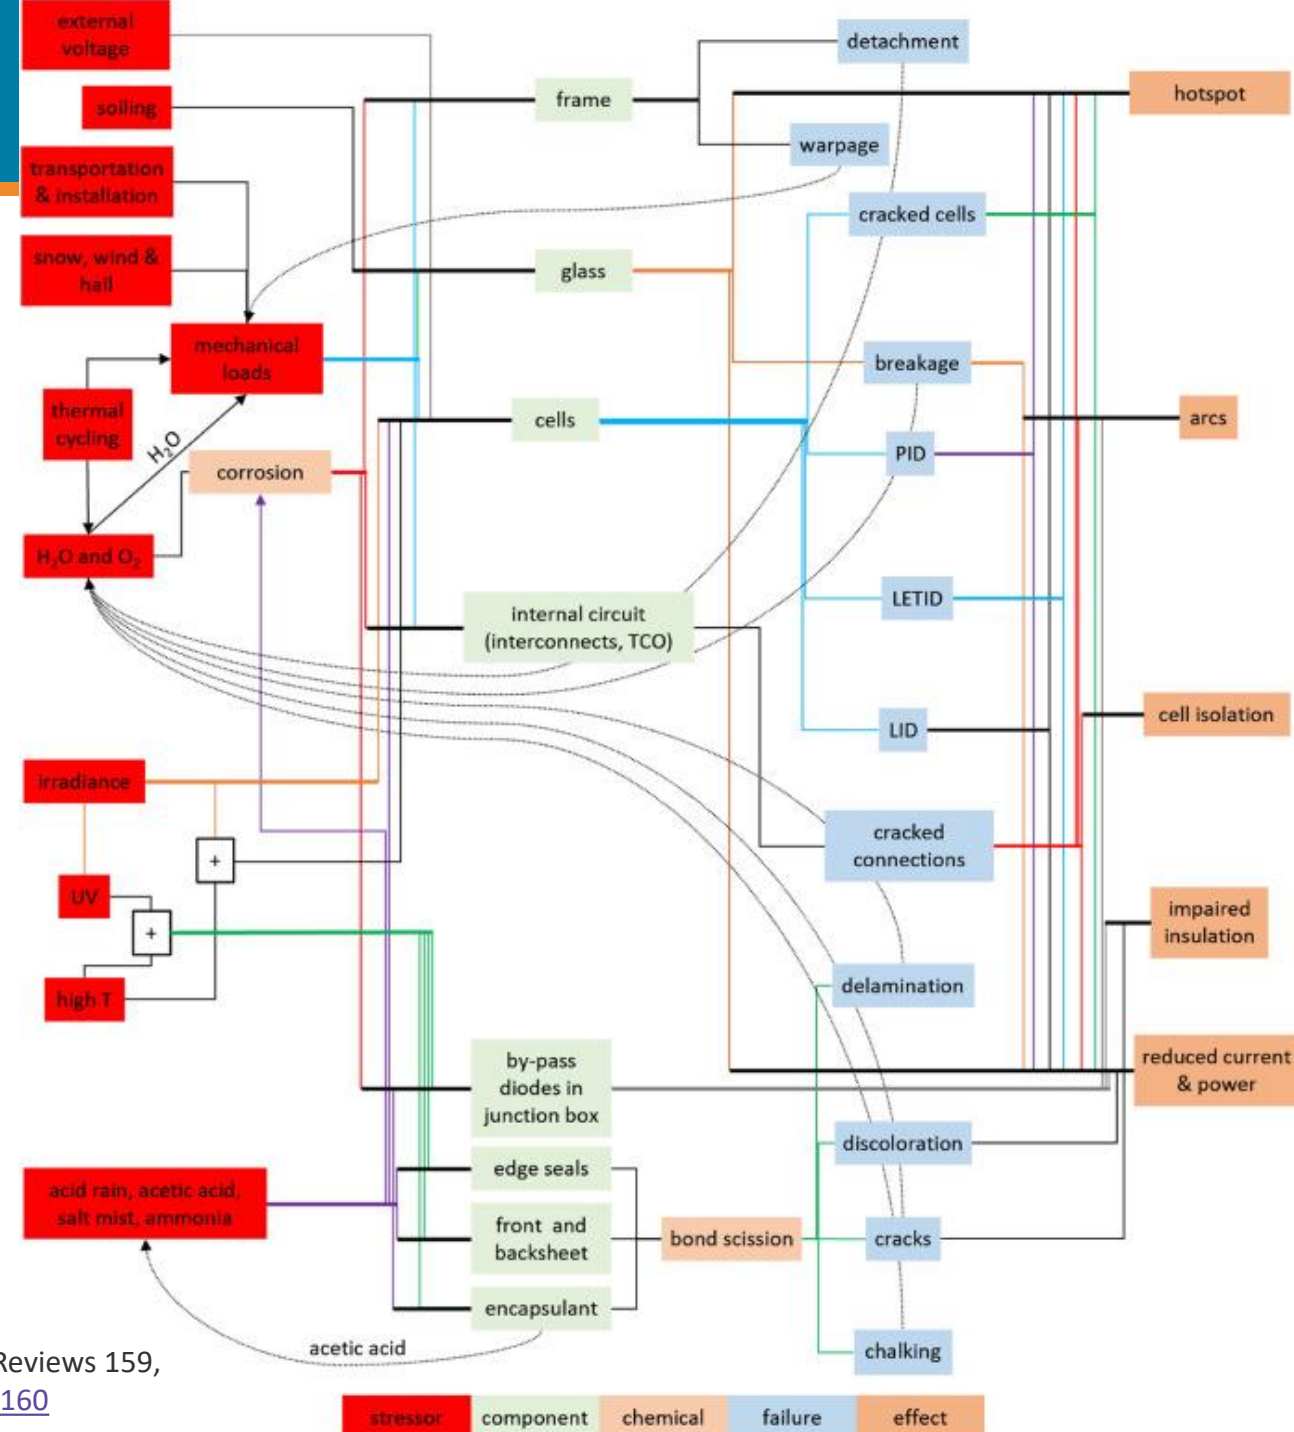 external
voltage
soiling
transportation
& installation
snow, wind &
hail
mechanical
loads
thermal
cycling
H₂O
corrosion
H₂O and O₂
irradiance
+
UV
+
high T
acid rain, acetic acid,
salt mist, ammonia
acetic acid
frame
glass
cells
internal circuit
(interconnects, TCO)
by-pass
diodes in
junction box
edge seals
front and
backsheet
encapsulant
bond scission
detachment
warpage
cracked cells
breakage
PID
LETID
LID
cracked
connections
delamination
discoloration
cracks
chalking
hotspot
arcs
cell isolation
impaired
insulation
reduced current
& power
Reviews 159,
160
stressor component chemical failure effect